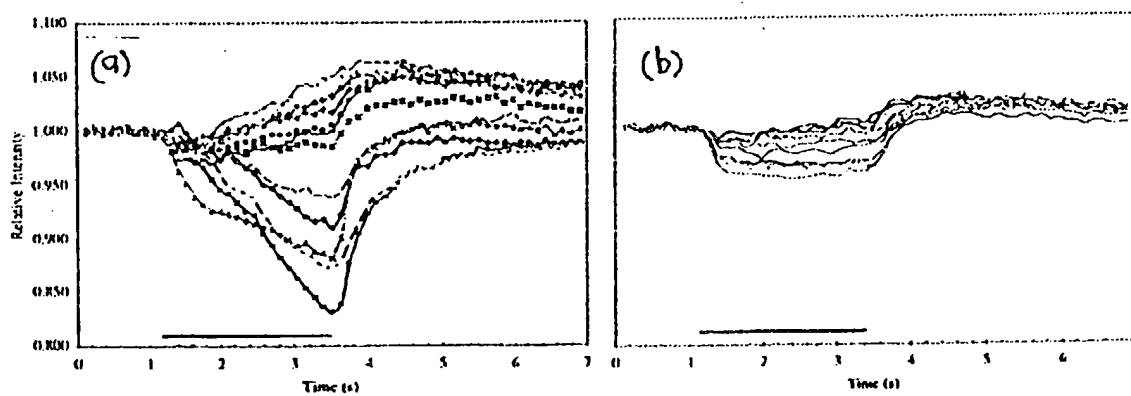 1.100
(a)
1.050
1.000
0.950
0.900
0.850
0.800
Relative Intensity
0 1 2 3 4 5 6 7
Time (s)
(b)
0 1 2 3 4 5 6
Time (s)